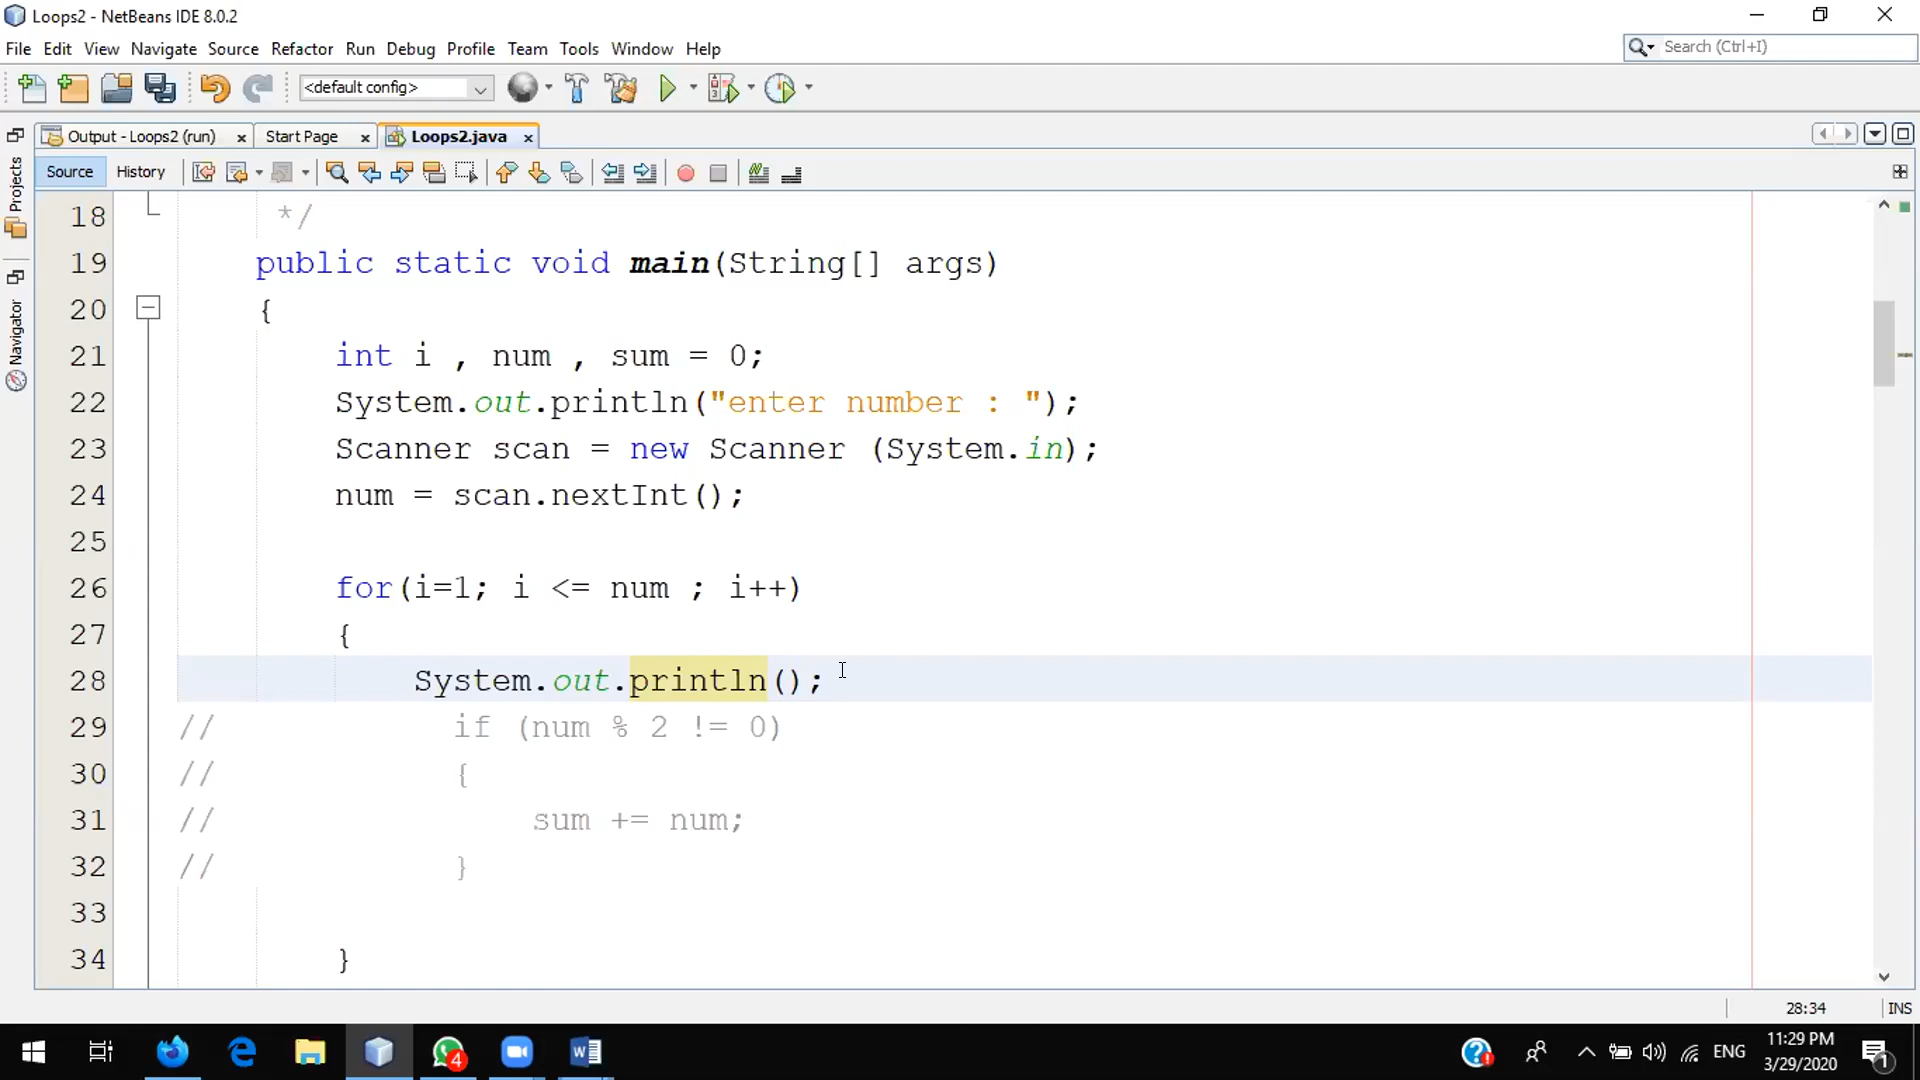 Loops2 - NetBeans IDE 8.0.2
File Edit View Navigate Source Refactor Run Debug Profile Team Tools Window Help
Search (Ctrl+I)
<default config>
Output - Loops2 (run) Start Page Loops2.java
Source History
Projects
Navigator
18 */
19 public static void main(String[] args)
20 {
21 int i , num , sum = 0;
22 System.out.println("enter number : ");
23 Scanner scan = new Scanner (System.in);
24 num = scan.nextInt();
25
26 for(i=1; i <= num ; i++)
27 {
28 System.out.println();
29 // if (num % 2 != 0)
30 // {
31 // sum += num;
32 // }
33
34 }
28:34 INS
4
ENG
11:29 PM
3/29/2020
1